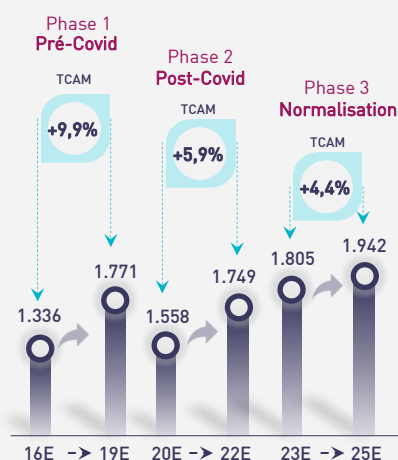 Phase 1
Pré-Covid
TCAM
+9,9%
Phase 2
Post-Covid
TCAM
+5,9%
Phase 3
Normalisation
TCAM
+4,4%
1.336
1.771
1.558
1.749
1.805
1.942
16E
19E
20E
22E
23E
25E